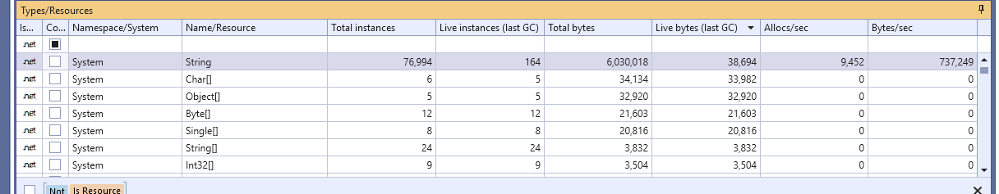 Types/Resources
Is... Co... Namespace/System Name/Resource Total instances Live instances (last GC) Total bytes Live bytes (last GC) Allocs/sec Bytes/sec
.net
.net System String 76,994 164 6,030,018 38,694 9,452 737,249
.net System Char[] 6 5 34,134 33,982 0 0
.net System Object[] 5 5 32,920 32,920 0 0
.net System Byte[] 12 12 21,603 21,603 0 0
.net System Single[] 8 8 20,816 20,816 0 0
.net System String[] 24 24 3,832 3,832 0 0
.net System Int32[] 9 9 3,504 3,504 0 0
Not Is Resource